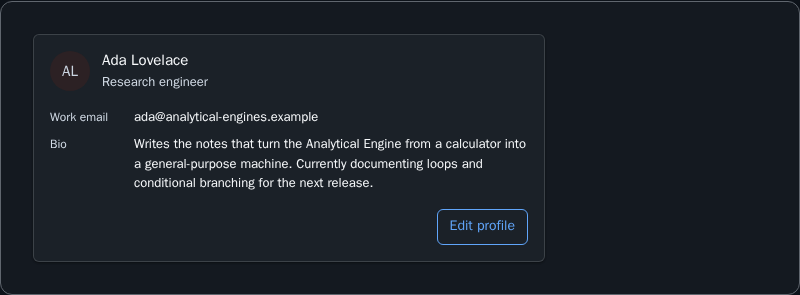 AL
Ada Lovelace
Research engineer
Work email
ada@analytical-engines.example
Bio
Writes the notes that turn the Analytical Engine from a calculator into
a general-purpose machine. Currently documenting loops and
conditional branching for the next release.
Edit profile